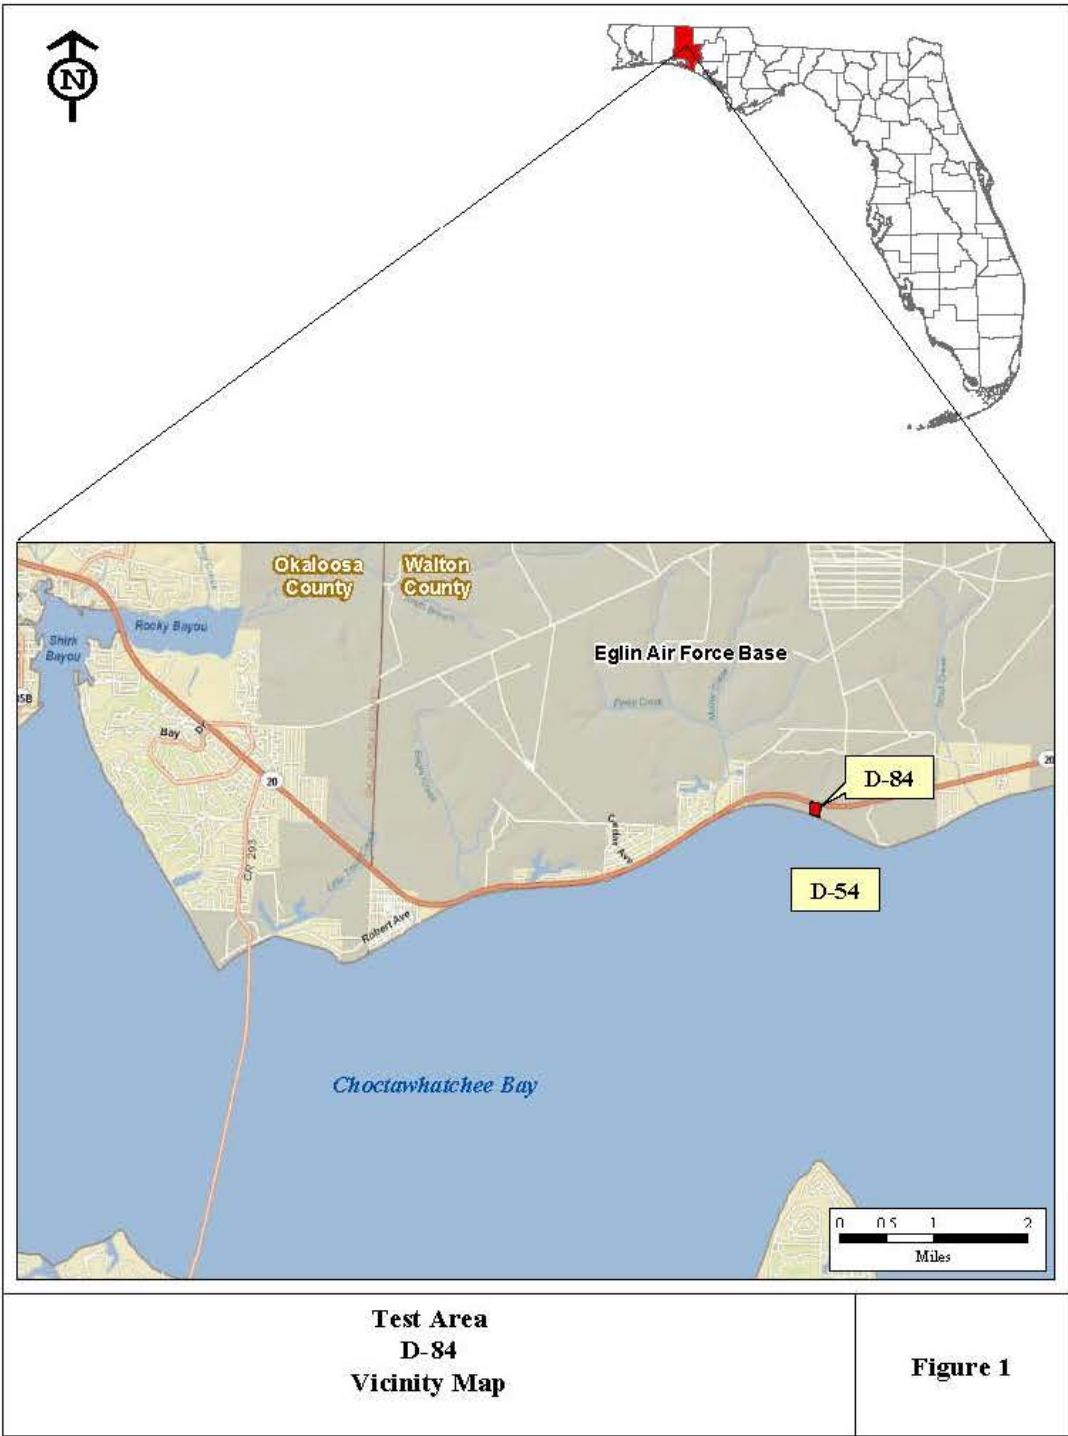 N
Okaloosa
County
Walton
County
Rocky Bayou
Shirk
Bayou
Eglin Air Force Base
85B
Bay Dr
20
20
D-84
Cedar Ave
D-54
CR 293
Robert Ave
Choctawhatchee Bay
0 0.5 1 2
Miles
Test Area
D-84
Vicinity Map
Figure 1